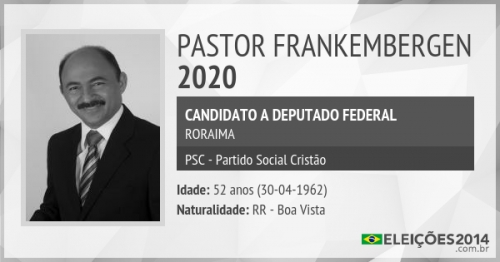 PASTOR FRANKEMBERGEN
2020
CANDIDATO A DEPUTADO FEDERAL
RORAIMA
PSC - Partido Social Cristão
Idade: 52 anos (30-04-1962)
Naturalidade: RR - Boa Vista
ELEIÇÕES2014
.com.br